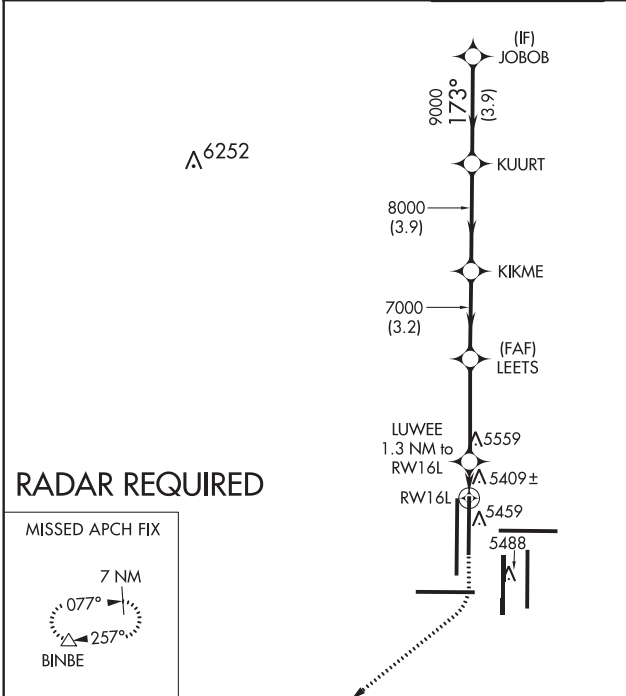 (IF)
JOBOB
9000
173°
(3.9)
6252
KUURT
8000
(3.9)
KIKME
7000
(3.2)
(FAF)
LEETS
LUWEE
1.3 NM to
RW16L
5559
5409±
RW16L
5459
5488
RADAR REQUIRED
MISSED APCH FIX
7 NM
077°
257°
BINBE